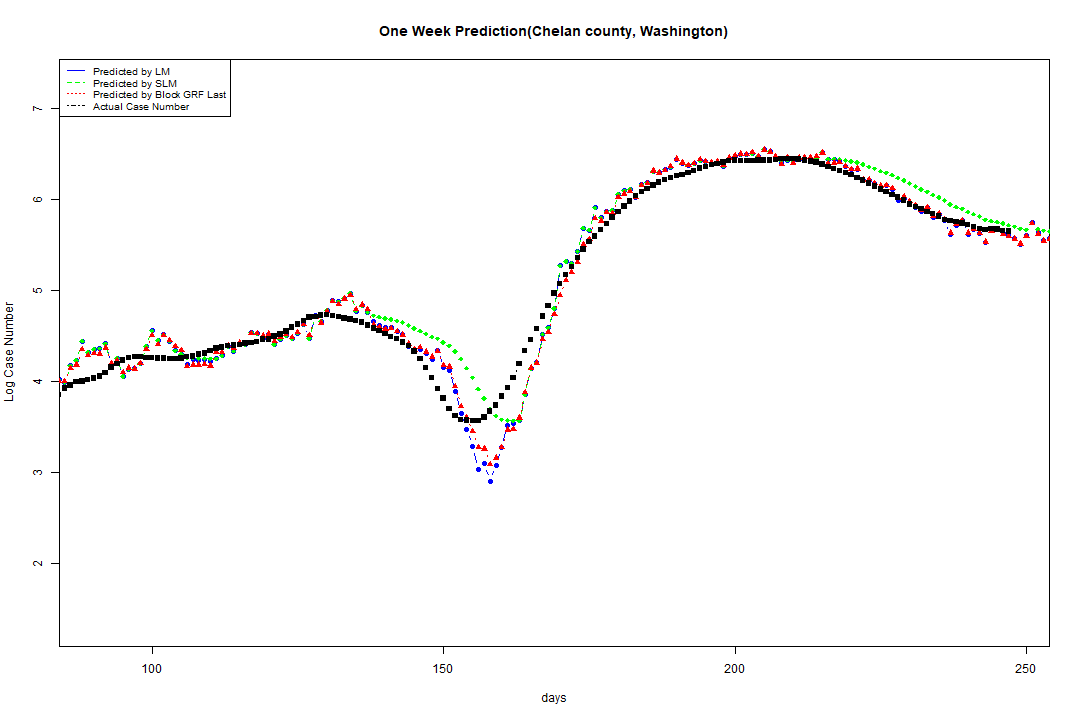 One Week Prediction(Chelan county, Washington)
Predicted by LM
Predicted by SLM
Predicted by Block GRF Last
Actual Case Number
7
6
5
4
3
2
Log Case Number
100
150
200
250
days